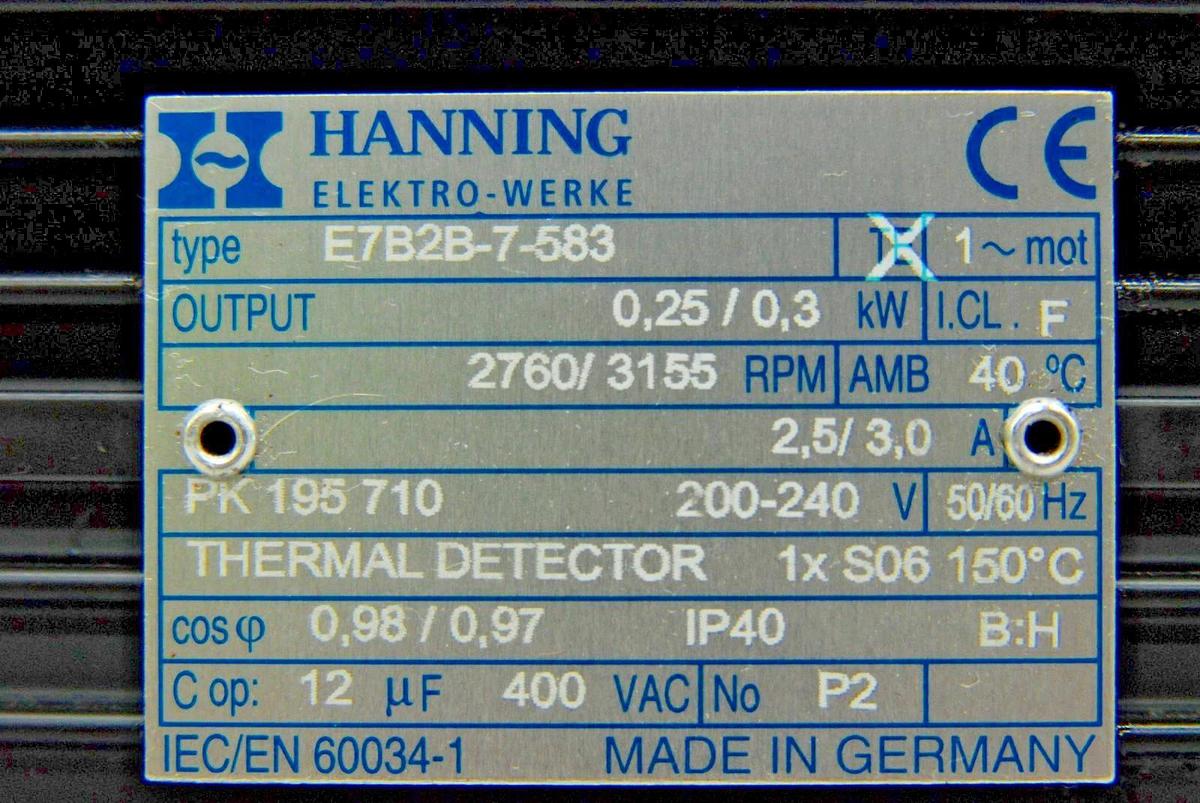 HANNING CE
ELEKTRO-WERKE
type E7B2B-7-583 TE 1~ mot
OUTPUT 0,25 / 0,3 kW I.CL. F
2760/ 3155 RPM AMB 40 °C
2,5/ 3,0 A
PK 195 710 200-240 V 50/60 Hz
THERMAL DETECTOR 1x S06 150°C
cos φ 0,98 / 0,97 IP40 B:H
C op: 12 µF 400 VAC No P2
IEC/EN 60034-1 MADE IN GERMANY